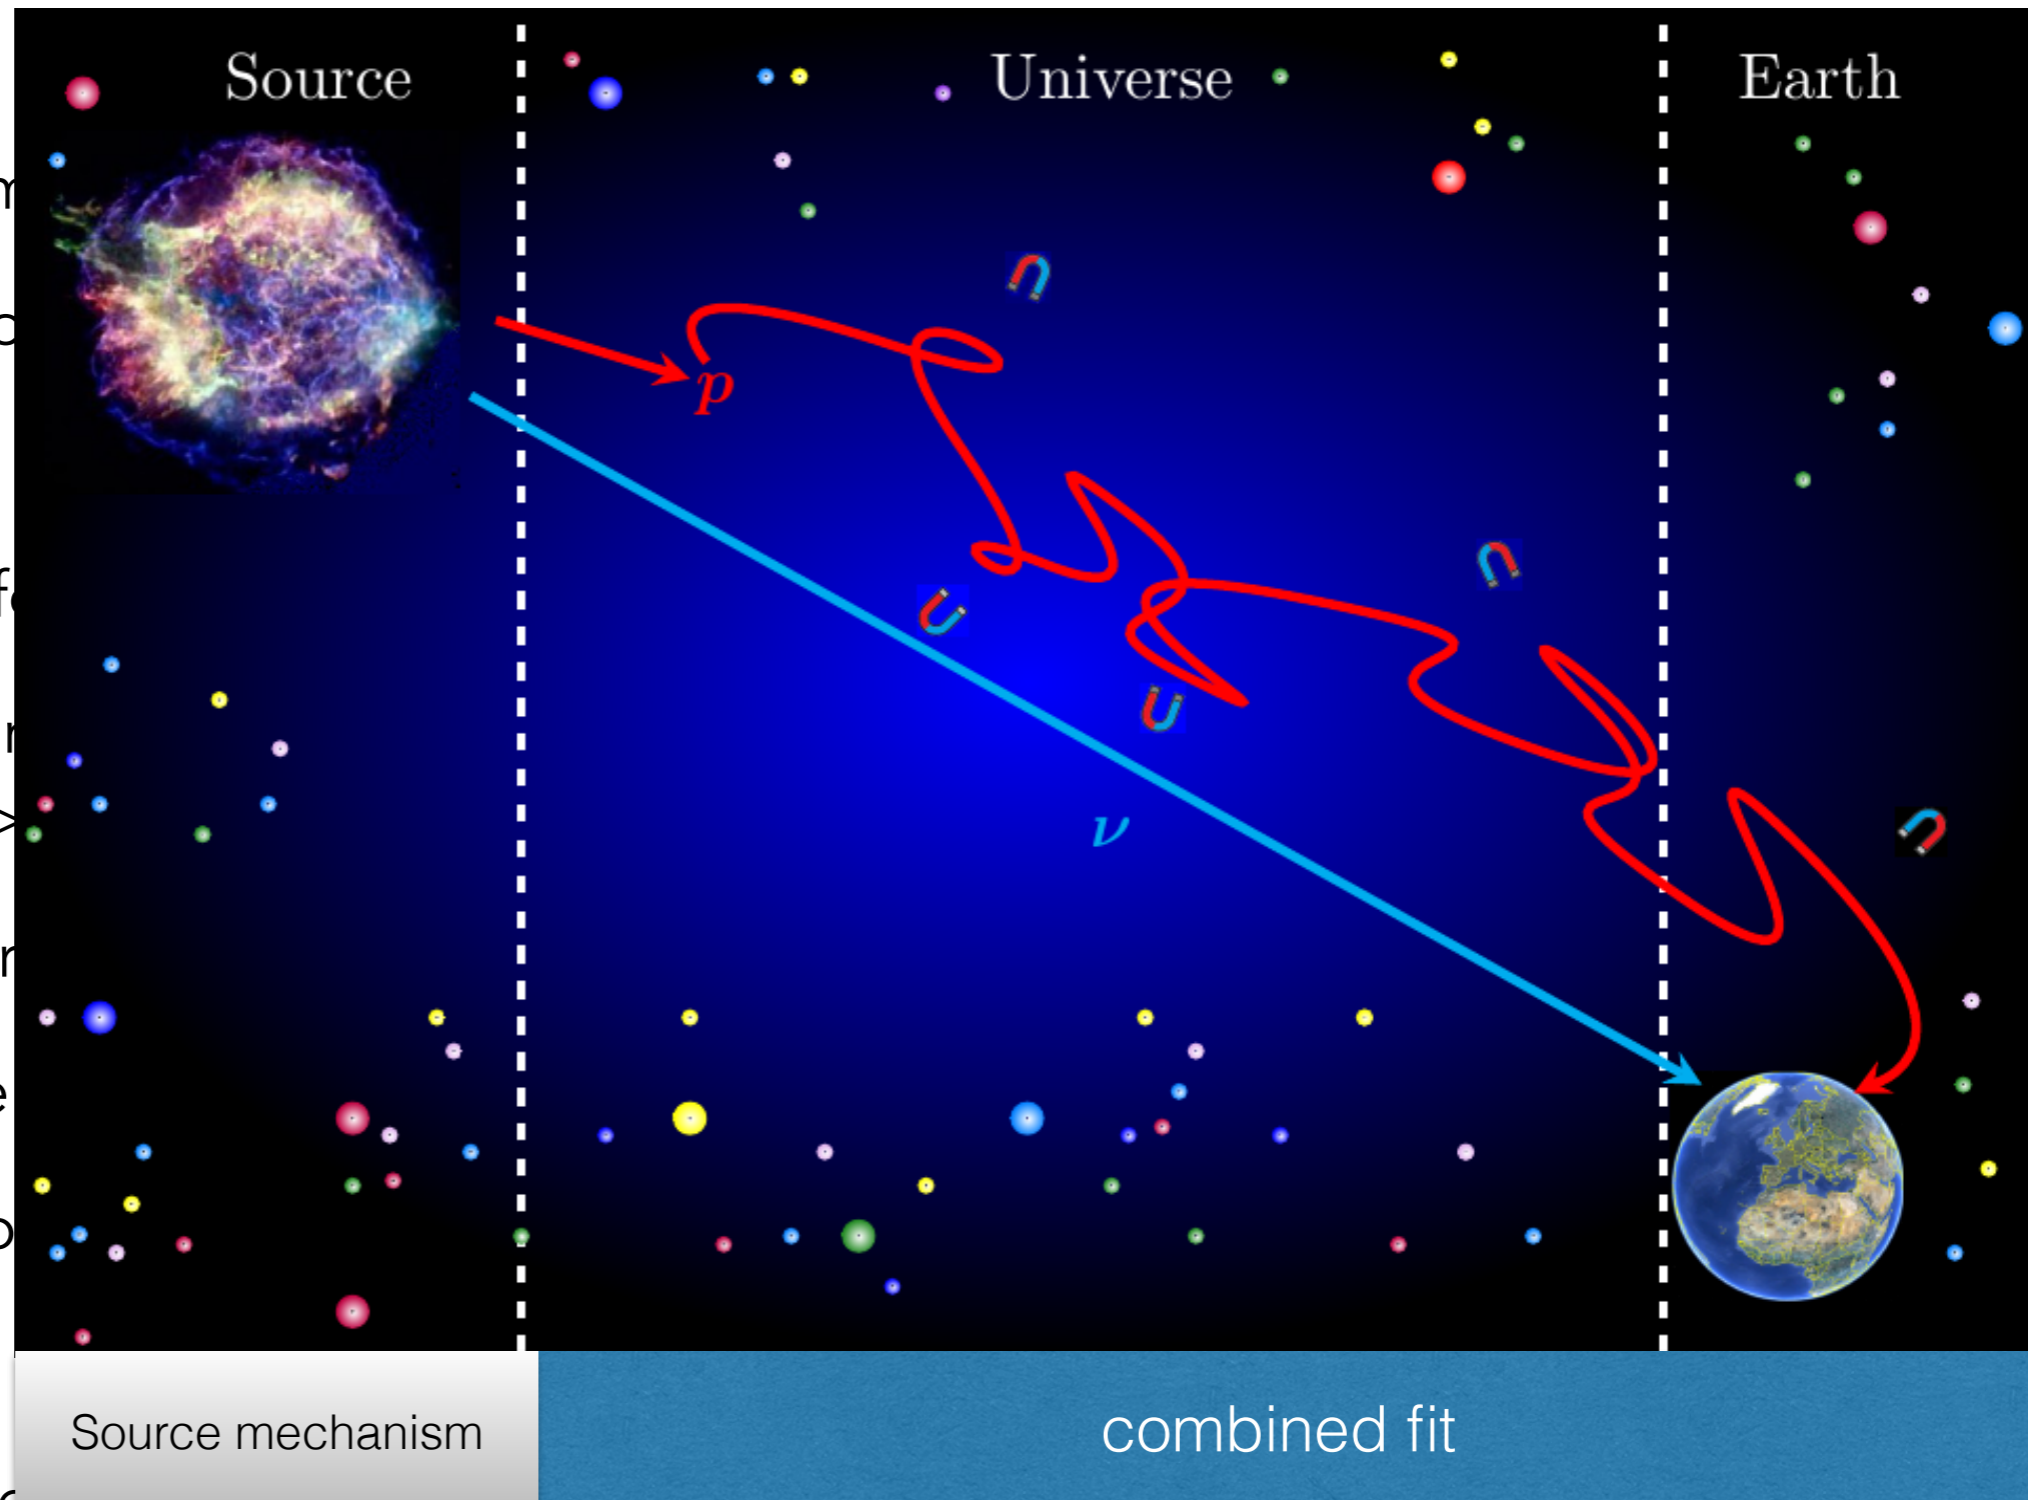 Source
Universe
Earth
p
ν
Source mechanism
combined fit